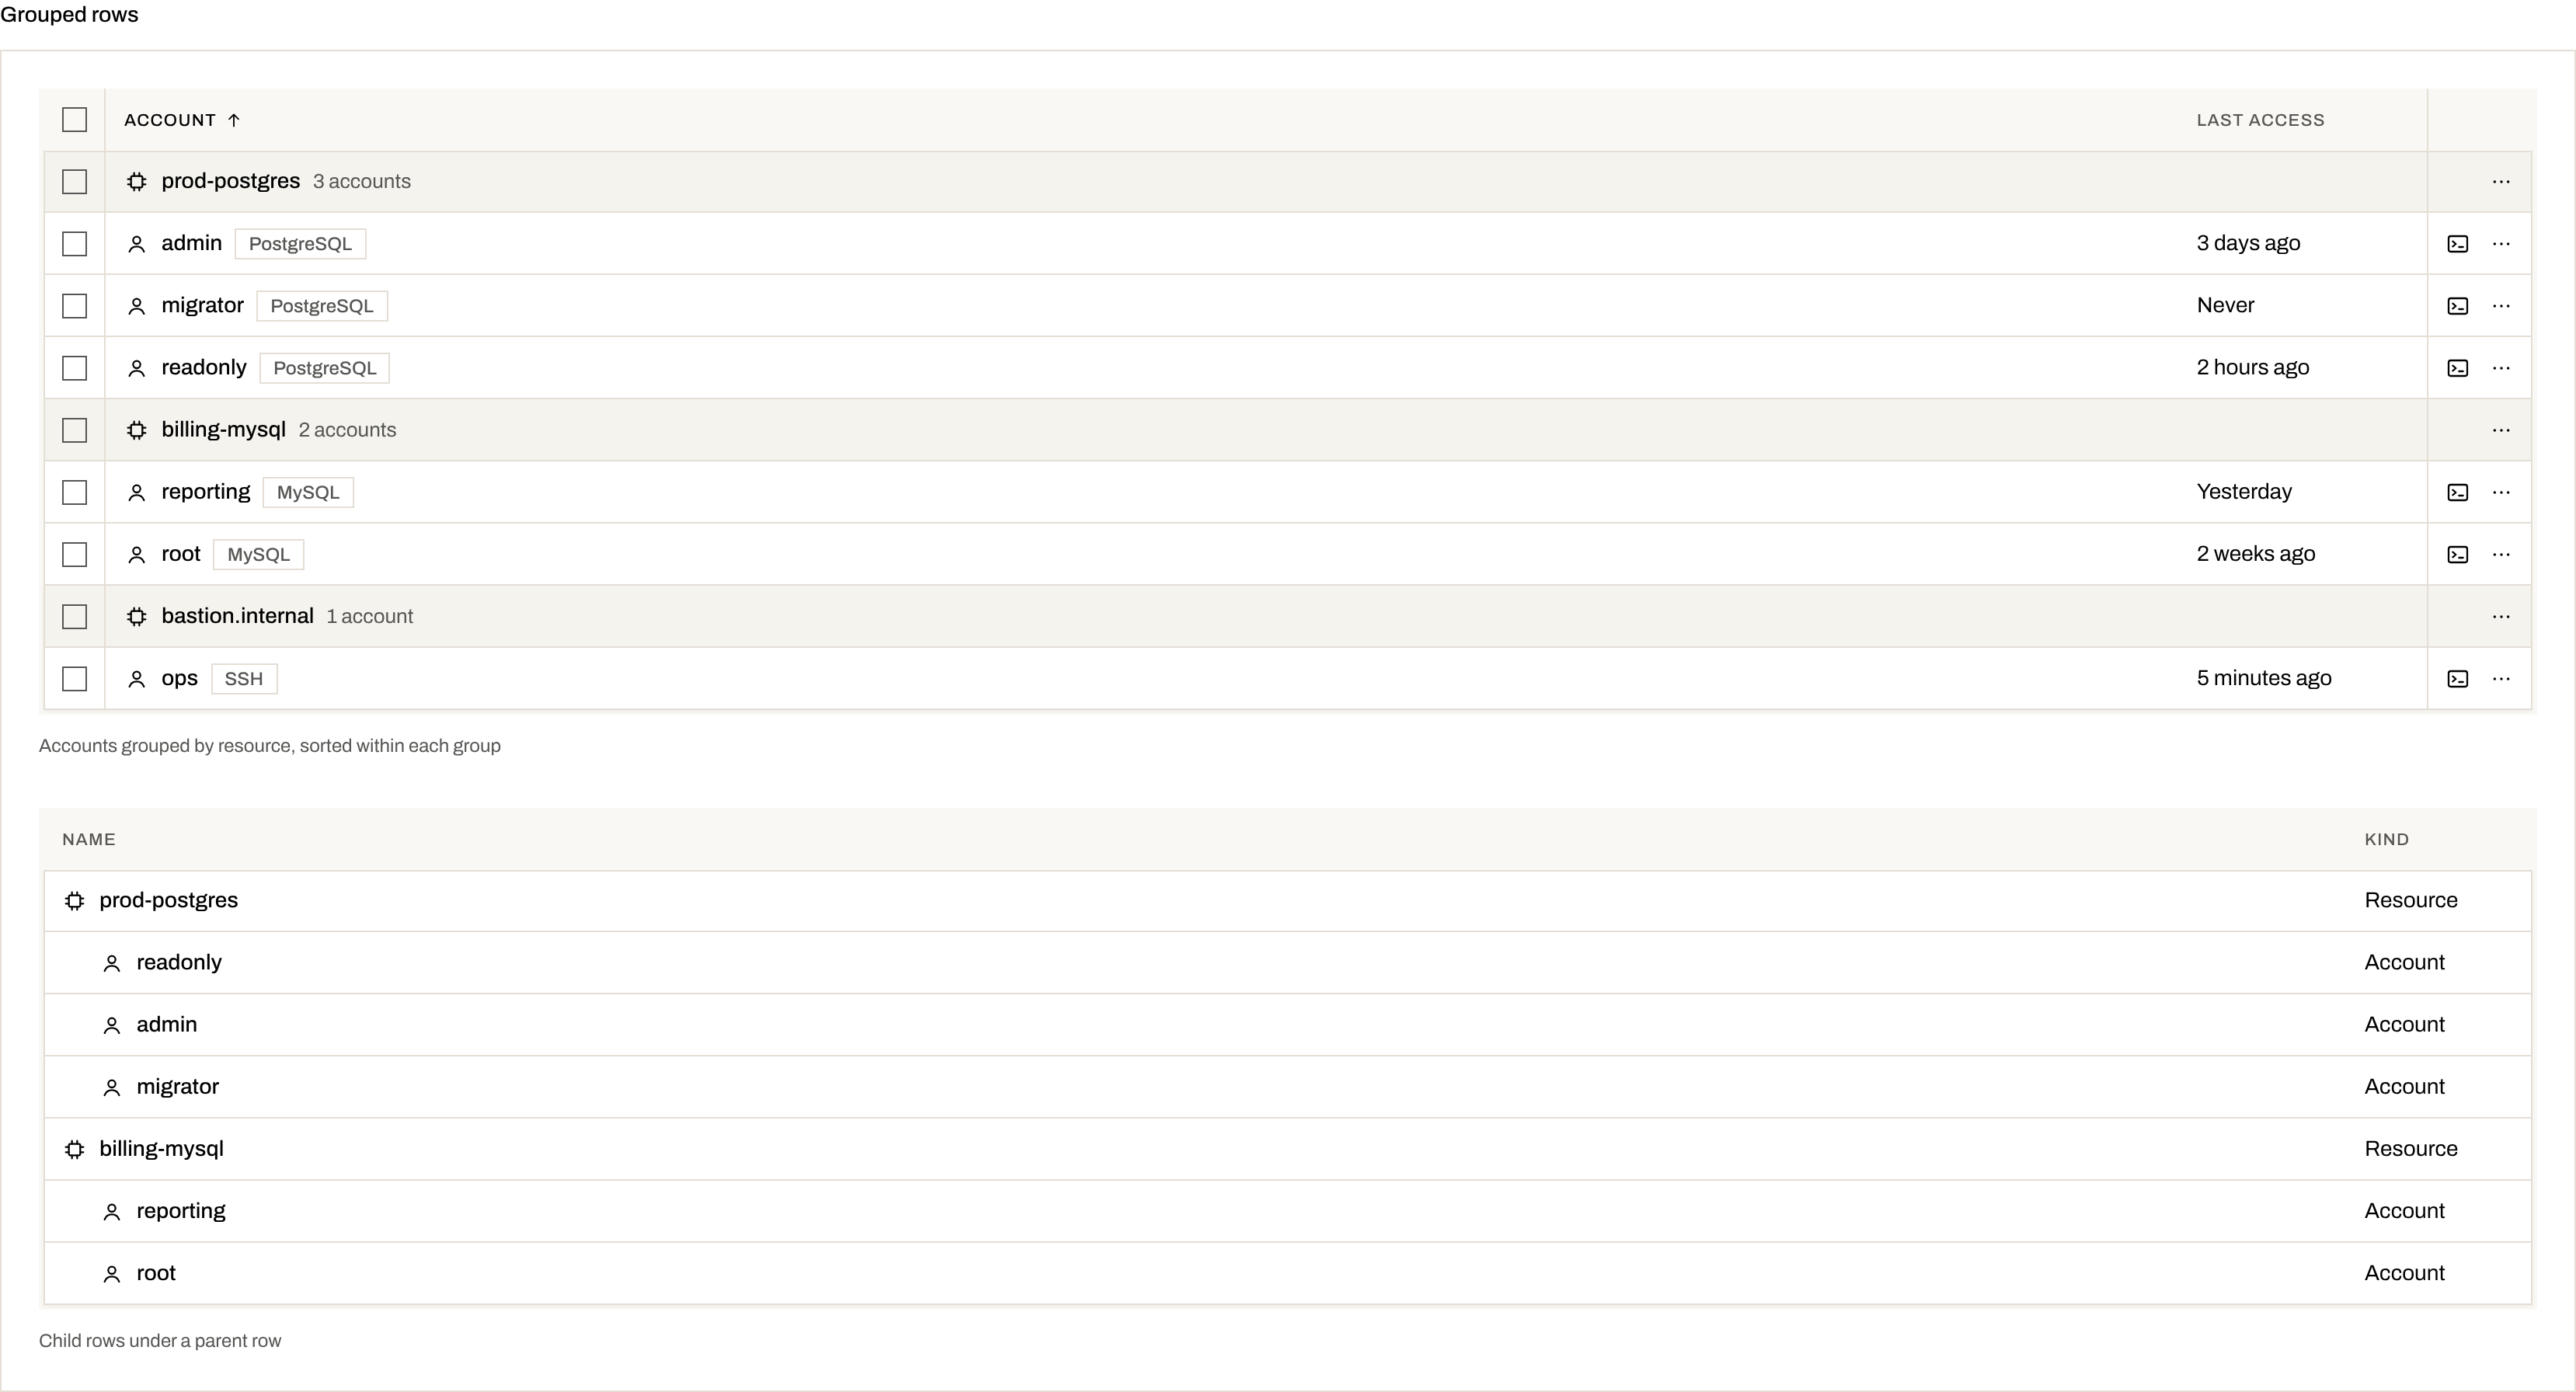 Grouped rows
ACCOUNT ↑ LAST ACCESS
prod-postgres 3 accounts
admin PostgreSQL 3 days ago
migrator PostgreSQL Never
readonly PostgreSQL 2 hours ago
billing-mysql 2 accounts
reporting MySQL Yesterday
root MySQL 2 weeks ago
bastion.internal 1 account
ops SSH 5 minutes ago
Accounts grouped by resource, sorted within each group
NAME KIND
prod-postgres Resource
readonly Account
admin Account
migrator Account
billing-mysql Resource
reporting Account
root Account
Child rows under a parent row